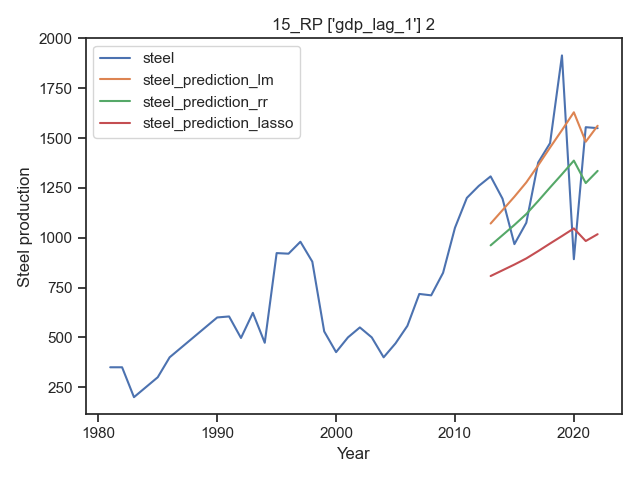 15_RP ['gdp_lag_1'] 2
steel
steel_prediction_lm
steel_prediction_rr
steel_prediction_lasso
Steel production
2000
1750
1500
1250
1000
750
500
250
1980
1990
2000
2010
2020
Year